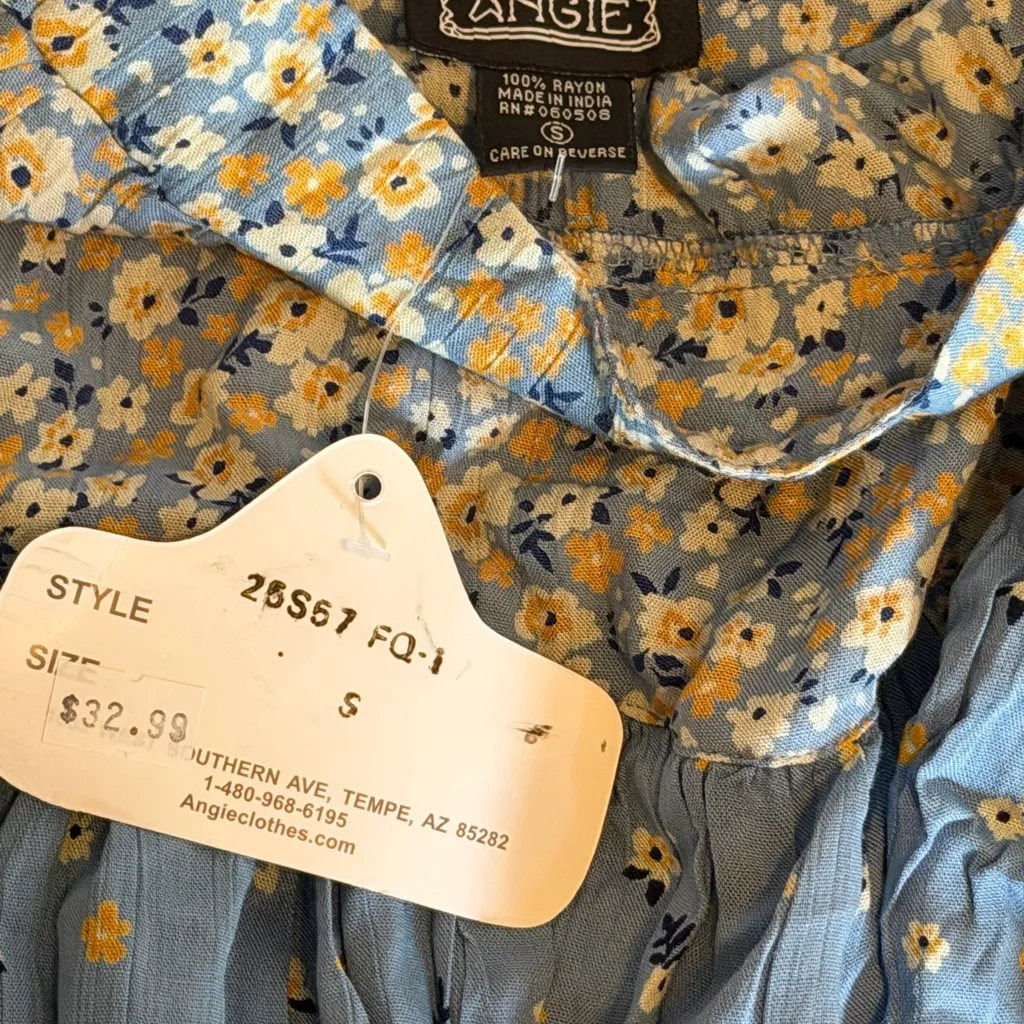 ANGIE
100% RAYON
MADE IN INDIA
RN#060508
S
CARE ON REVERSE
STYLE 25S57 FQ-1
SIZE S
$32.99
SOUTHERN AVE, TEMPE, AZ 85282
1-480-968-6195
Angieclothes.com